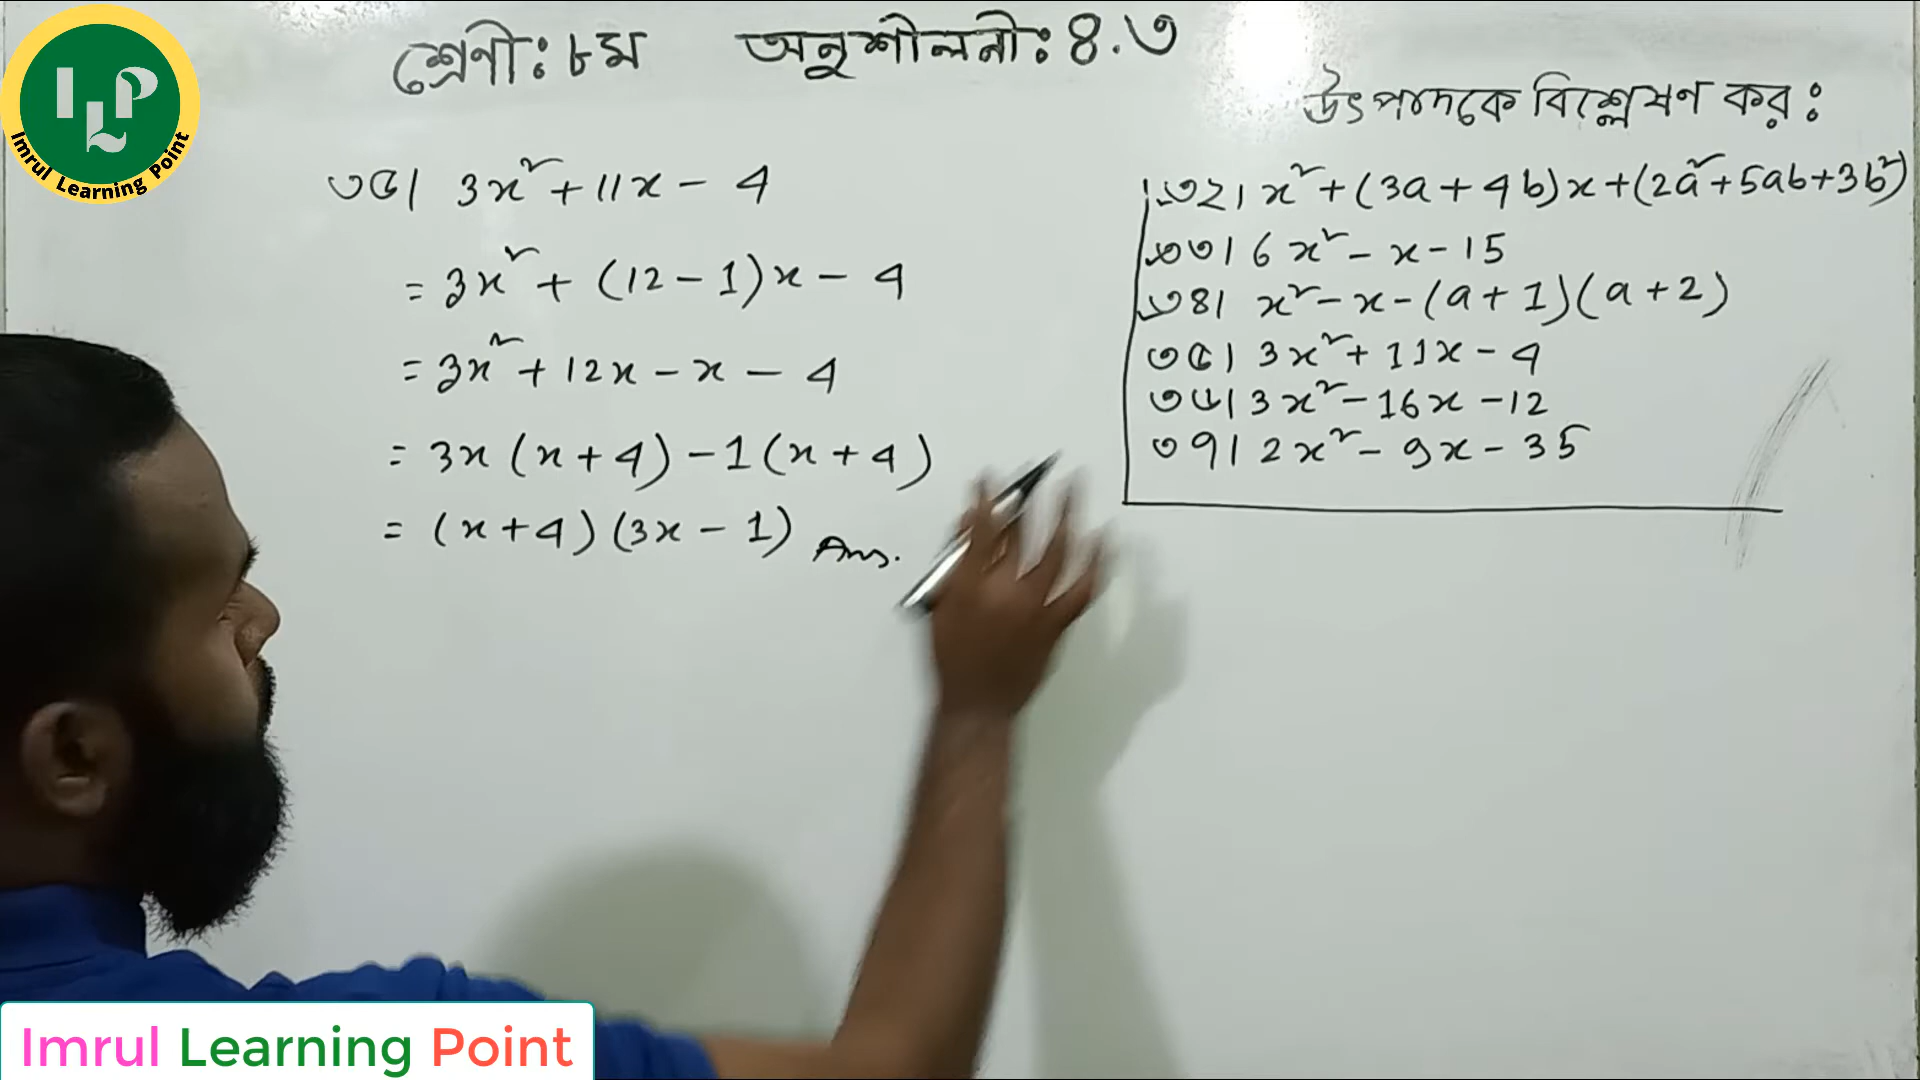 ILP
Imrul Learning Point
শ্রেণী: ৮ম অনুশীলনী: ৪.৩
৩৫। 3x² + 11x - 4
= 3x² + (12 - 1)x - 4
= 3x² + 12x - x - 4
= 3x (x + 4) - 1 (x + 4)
= (x + 4) (3x - 1) Ans.
উৎপাদকে বিশ্লেষণ কর:
৩২। x² + (3a + 4b)x + (2a² + 5ab + 3b²)
৩৩। 6x² - x - 15
৩৪। x² - x - (a + 1)(a + 2)
৩৫। 3x² + 11x - 4
৩৬। 3x² - 16x - 12
৩৭। 2x² - 9x - 35
Imrul Learning Point